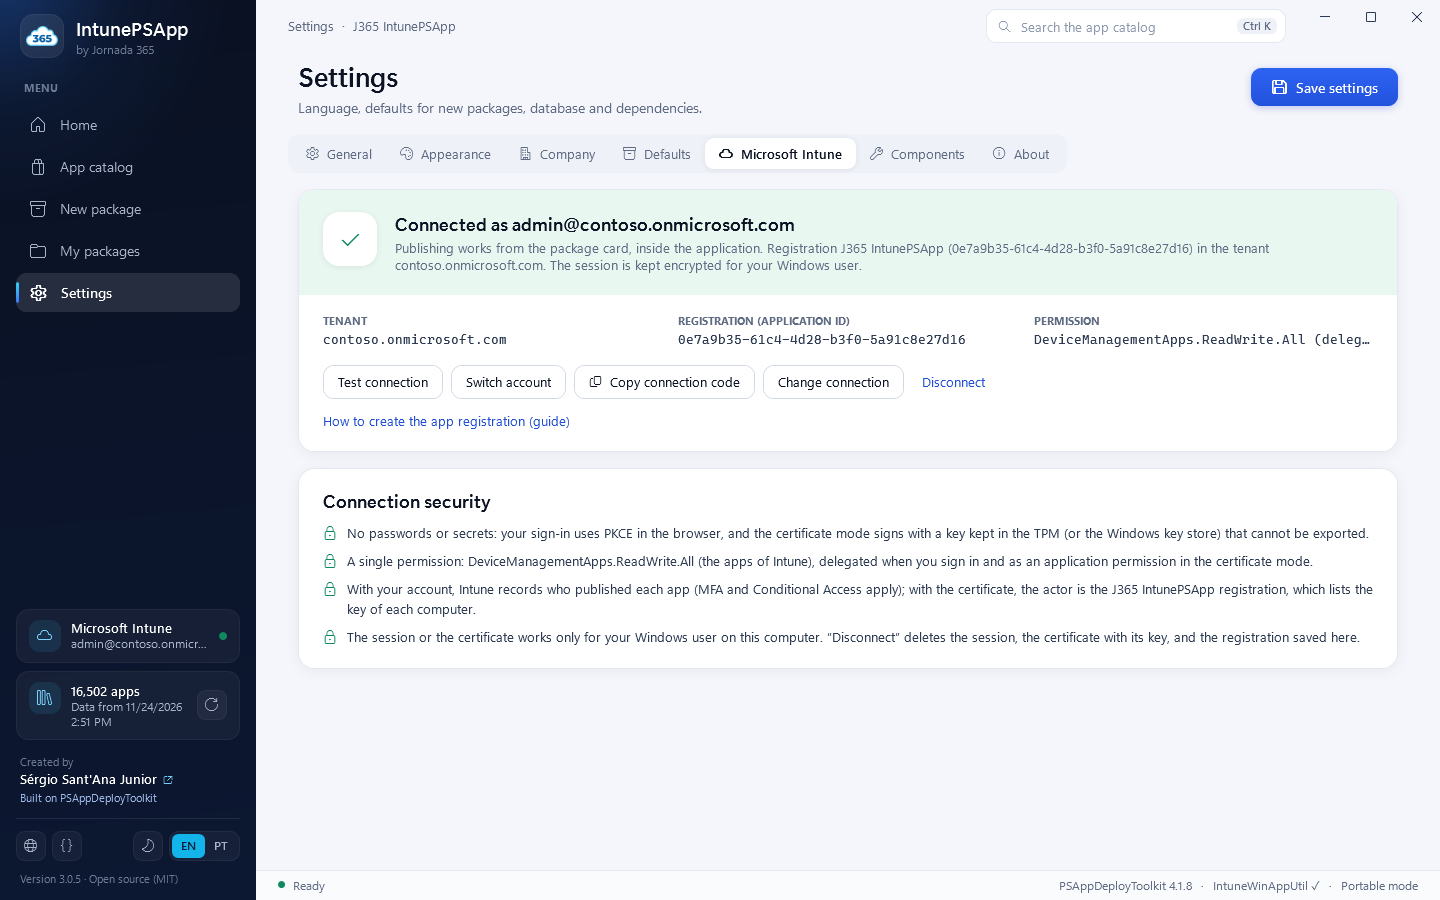 365
IntunePSApp
by Jornada 365
MENU
Home
App catalog
New package
My packages
Settings
Microsoft Intune
admin@contoso.onmicr...
16,502 apps
Data from 11/24/2026
2:51 PM
Created by
Sérgio Sant'Ana Junior
Built on PSAppDeployToolkit
{}
EN PT
Version 3.0.5 · Open source (MIT)
Settings · J365 IntunePSApp
Search the app catalog Ctrl K
Settings
Language, defaults for new packages, database and dependencies.
Save settings
General Appearance Company Defaults Microsoft Intune Components About
Connected as admin@contoso.onmicrosoft.com
Publishing works from the package card, inside the application. Registration J365 IntunePSApp (0e7a9b35-61c4-4d28-b3f0-5a91c8e27d16) in the tenant
contoso.onmicrosoft.com. The session is kept encrypted for your Windows user.
TENANT REGISTRATION (APPLICATION ID) PERMISSION
contoso.onmicrosoft.com 0e7a9b35-61c4-4d28-b3f0-5a91c8e27d16 DeviceManagementApps.ReadWrite.All (deleg…
Test connection Switch account Copy connection code Change connection Disconnect
How to create the app registration (guide)
Connection security
No passwords or secrets: your sign-in uses PKCE in the browser, and the certificate mode signs with a key kept in the TPM (or the Windows key store) that cannot be exported.
A single permission: DeviceManagementApps.ReadWrite.All (the apps of Intune), delegated when you sign in and as an application permission in the certificate mode.
With your account, Intune records who published each app (MFA and Conditional Access apply); with the certificate, the actor is the J365 IntunePSApp registration, which lists the
key of each computer.
The session or the certificate works only for your Windows user on this computer. “Disconnect” deletes the session, the certificate with its key, and the registration saved here.
Ready
PSAppDeployToolkit 4.1.8 · IntuneWinAppUtil ✓ · Portable mode